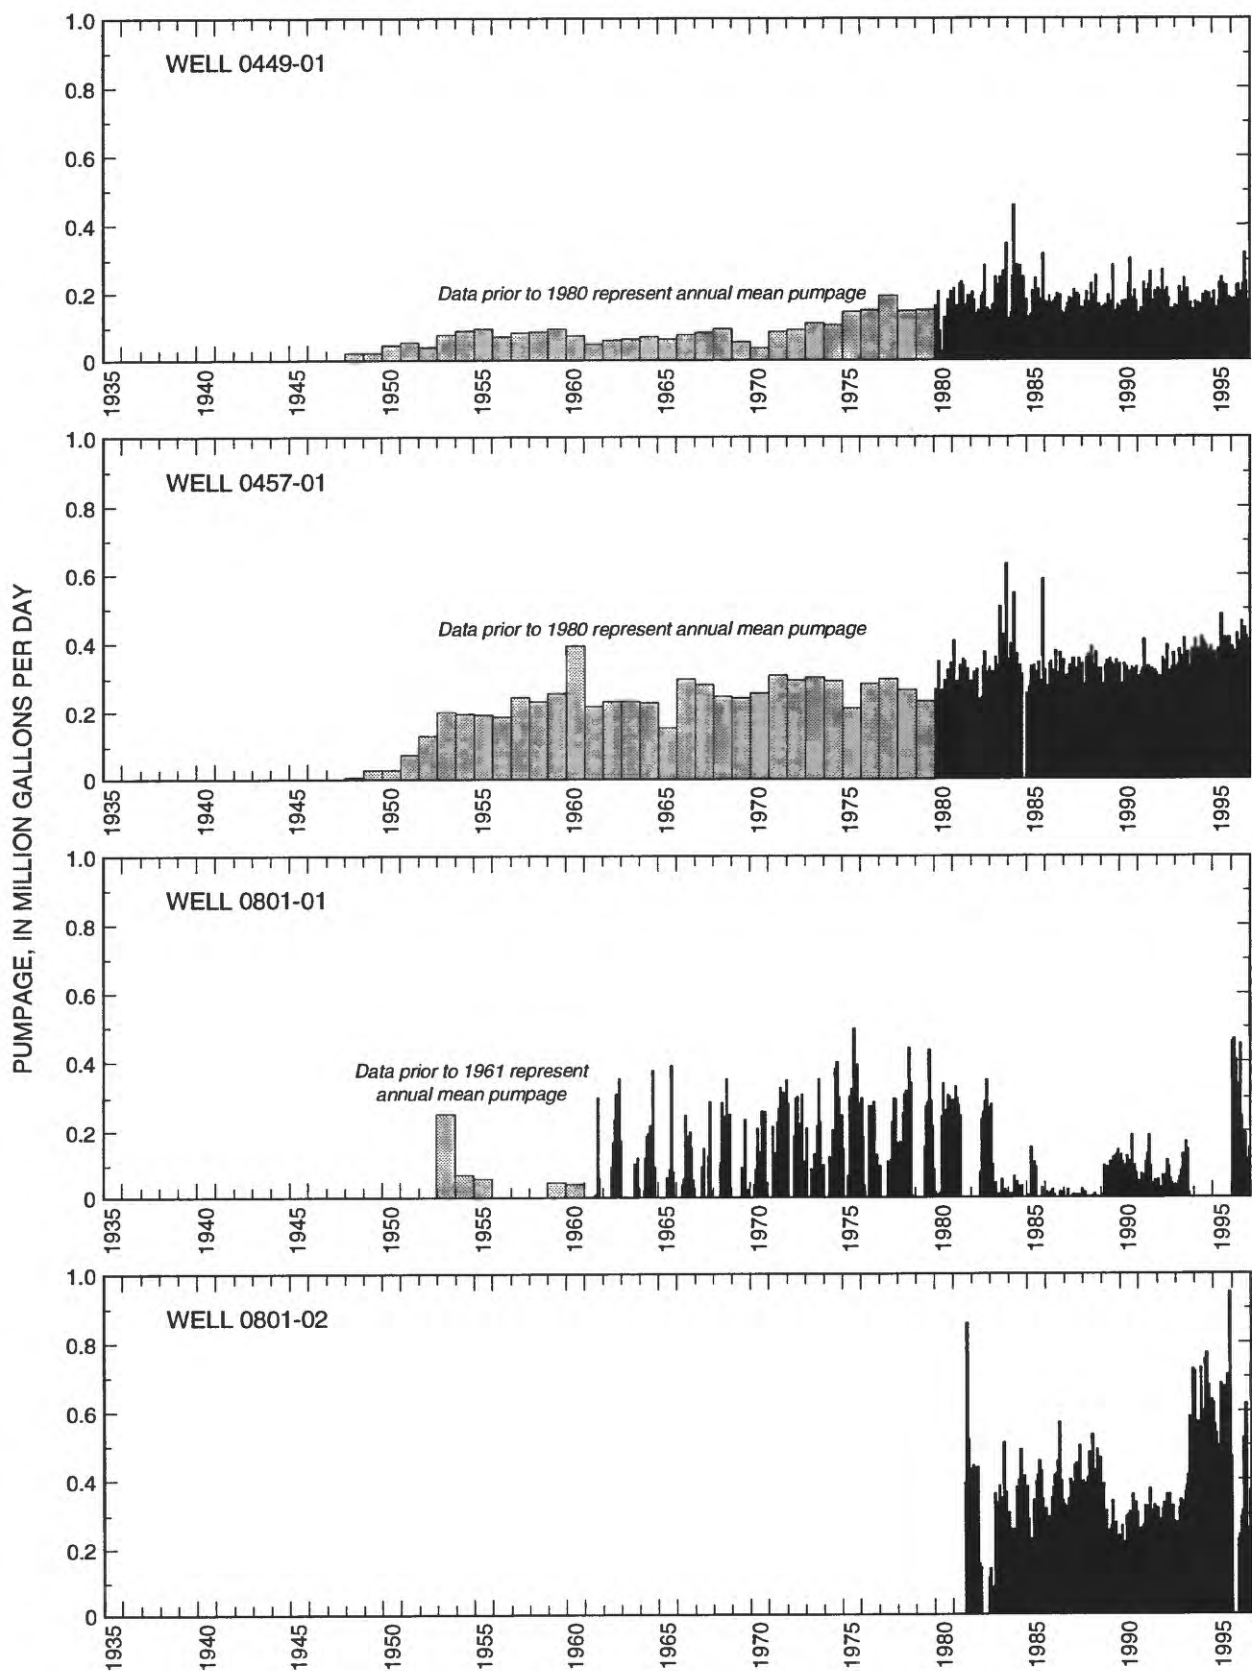 PUMPAGE, IN MILLION GALLONS PER DAY
WELL 0449-01
1.0
0.8
0.6
0.4
0.2
0
Data prior to 1980 represent annual mean pumpage
1935 1940 1945 1950 1955 1960 1965 1970 1975 1980 1985 1990 1995
WELL 0457-01
1.0
0.8
0.6
0.4
0.2
0
Data prior to 1980 represent annual mean pumpage
1935 1940 1945 1950 1955 1960 1965 1970 1975 1980 1985 1990 1995
WELL 0801-01
1.0
0.8
0.6
0.4
0.2
0
Data prior to 1961 represent
annual mean pumpage
1935 1940 1945 1950 1955 1960 1965 1970 1975 1980 1985 1990 1995
WELL 0801-02
1.0
0.8
0.6
0.4
0.2
0
1935 1940 1945 1950 1955 1960 1965 1970 1975 1980 1985 1990 1995